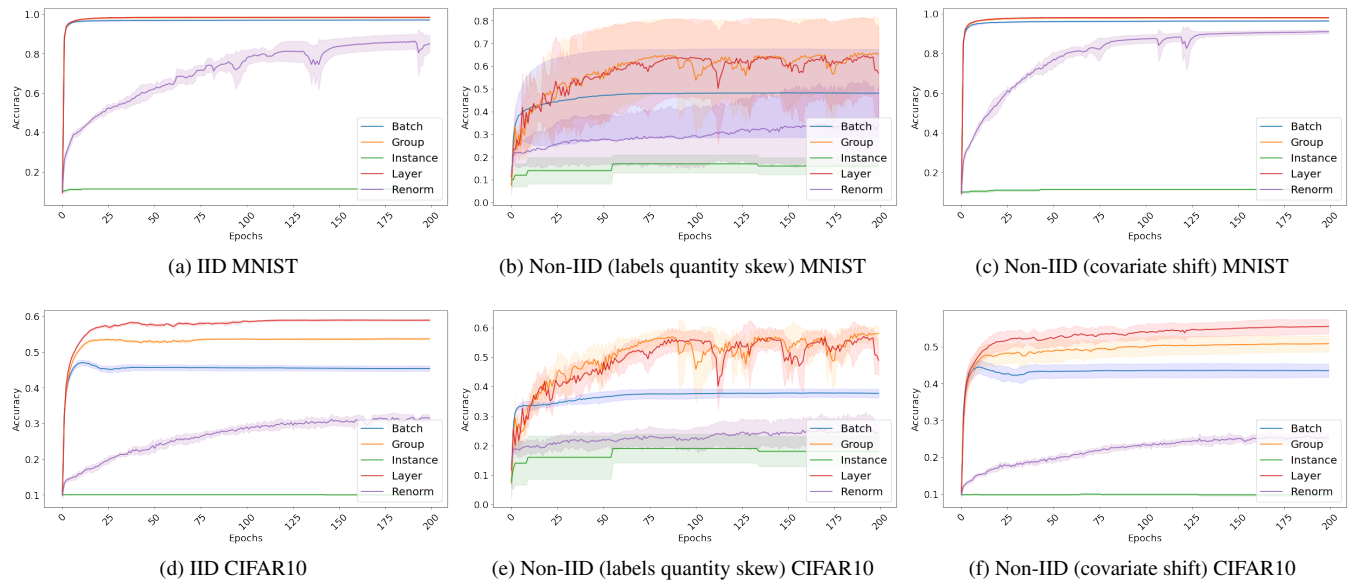 1.0
0.8
0.6
0.4
0.2
Accuracy
0 25 50 75 100 125 150 175 200
Epochs
Batch
Group
Instance
Layer
Renorm
(a) IID MNIST
0.8
0.7
0.6
0.5
0.4
0.3
0.2
0.1
0.0
Accuracy
0 25 50 75 100 125 150 175 200
Epochs
Batch
Group
Instance
Layer
Renorm
(b) Non-IID (labels quantity skew) MNIST
1.0
0.8
0.6
0.4
0.2
Accuracy
0 25 50 75 100 125 150 175 200
Epochs
Batch
Group
Instance
Layer
Renorm
(c) Non-IID (covariate shift) MNIST
0.6
0.5
0.4
0.3
0.2
0.1
Accuracy
0 25 50 75 100 125 150 175 200
Epochs
Batch
Group
Instance
Layer
Renorm
(d) IID CIFAR10
0.6
0.5
0.4
0.3
0.2
0.1
0.0
Accuracy
0 25 50 75 100 125 150 175 200
Epochs
Batch
Group
Instance
Layer
Renorm
(e) Non-IID (labels quantity skew) CIFAR10
0.5
0.4
0.3
0.2
0.1
Accuracy
0 25 50 75 100 125 150 175 200
Epochs
Batch
Group
Instance
Layer
Renorm
(f) Non-IID (covariate shift) CIFAR10